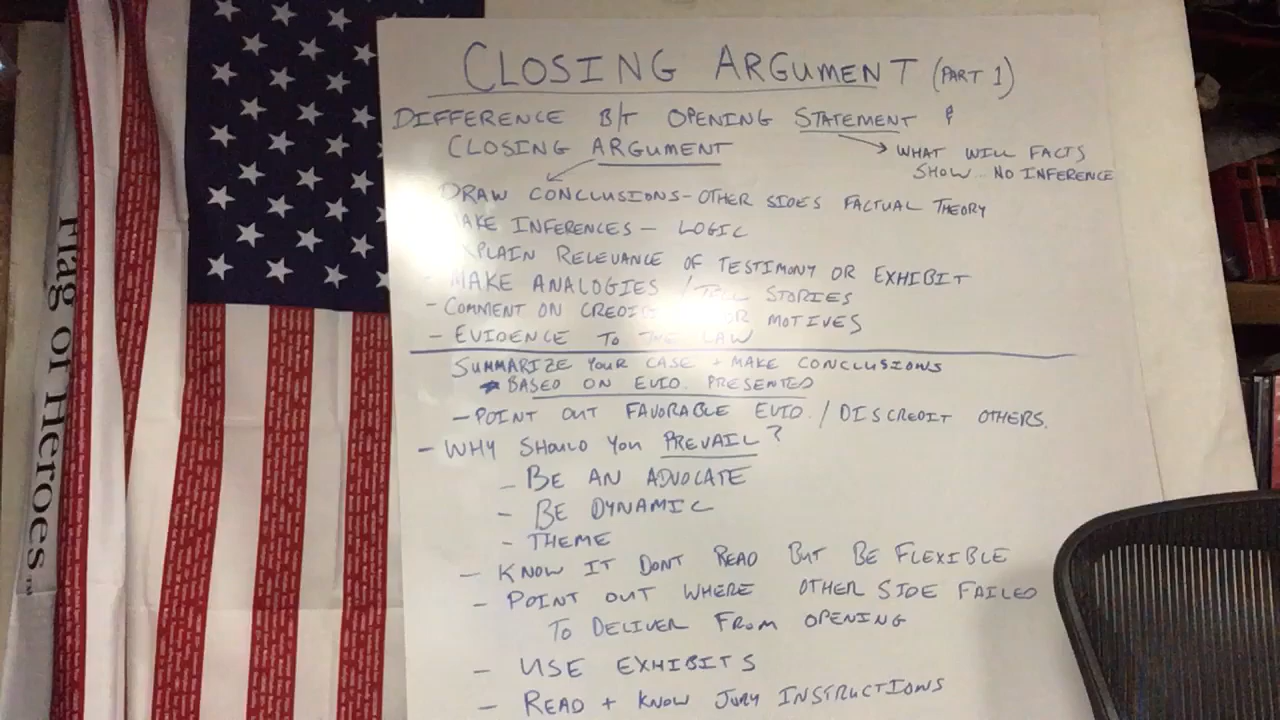 CLOSING ARGUMENT (PART 1)
DIFFERENCE B/T OPENING STATEMENT &
CLOSING ARGUMENT
WHAT WILL FACTS
SHOW... NO INFERENCE
DRAW CONCLUSIONS - OTHER SIDES FACTUAL THEORY
AKE INFERENCES - LOGIC
PLAIN RELEVANCE OF TESTIMONY OR EXHIBIT
- MAKE ANALOGIES / TELL STORIES
- COMMENT ON CREDI OR MOTIVES
- EVIDENCE TO THE LAW
SUMMARIZE YOUR CASE + MAKE CONCLUSIONS
* BASED ON EVID. PRESENTED
- POINT OUT FAVORABLE EVID. / DISCREDIT OTHERS.
- WHY SHOULD YOU PREVAIL?
- BE AN ADVOCATE
- BE DYNAMIC
- THEME
- KNOW IT DONT READ BUT BE FLEXIBLE
- POINT OUT WHERE OTHER SIDE FAILED
TO DELIVER FROM OPENING
- USE EXHIBITS
- READ + KNOW JURY INSTRUCTIONS
Flag of Heroes"